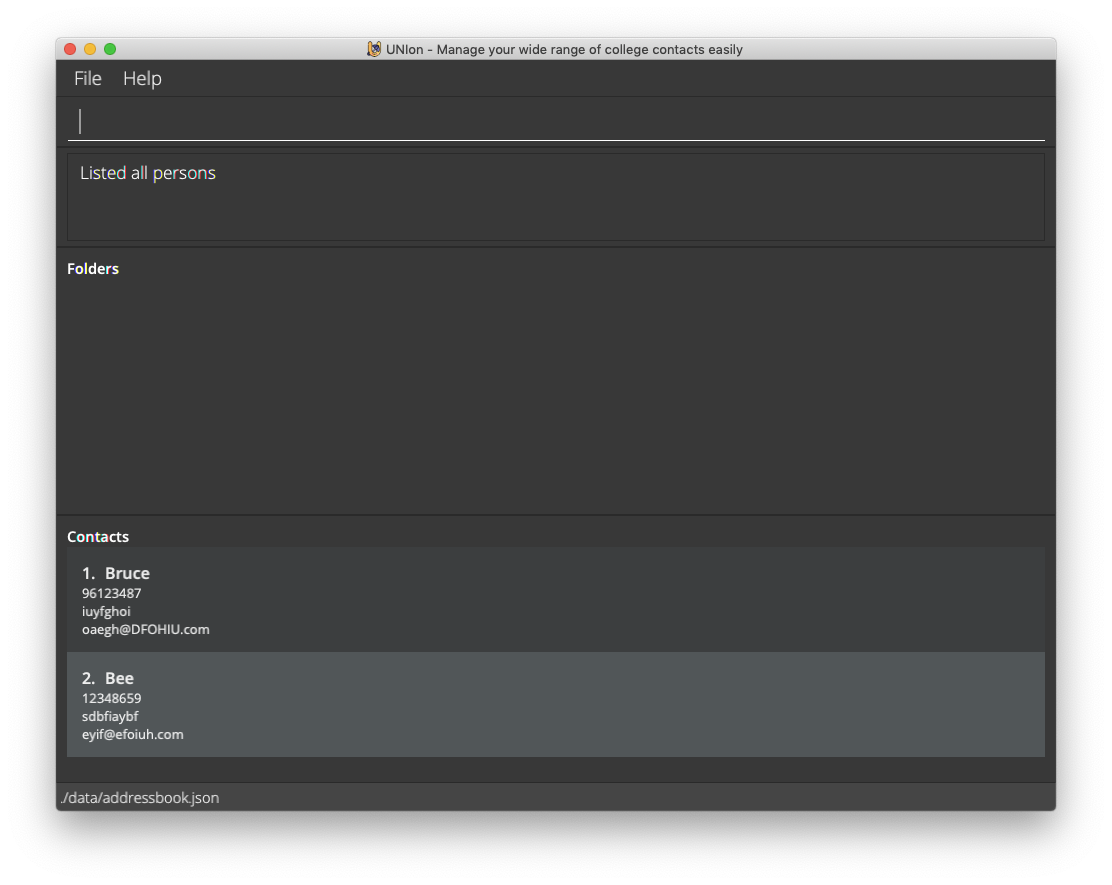 UNIon - Manage your wide range of college contacts easily
File Help
Listed all persons
Folders
Contacts
1. Bruce
96123487
iuyfghoi
oaegh@DFOHIU.com
2. Bee
12348659
sdbfiaybf
eyif@efoiuh.com
./data/addressbook.json